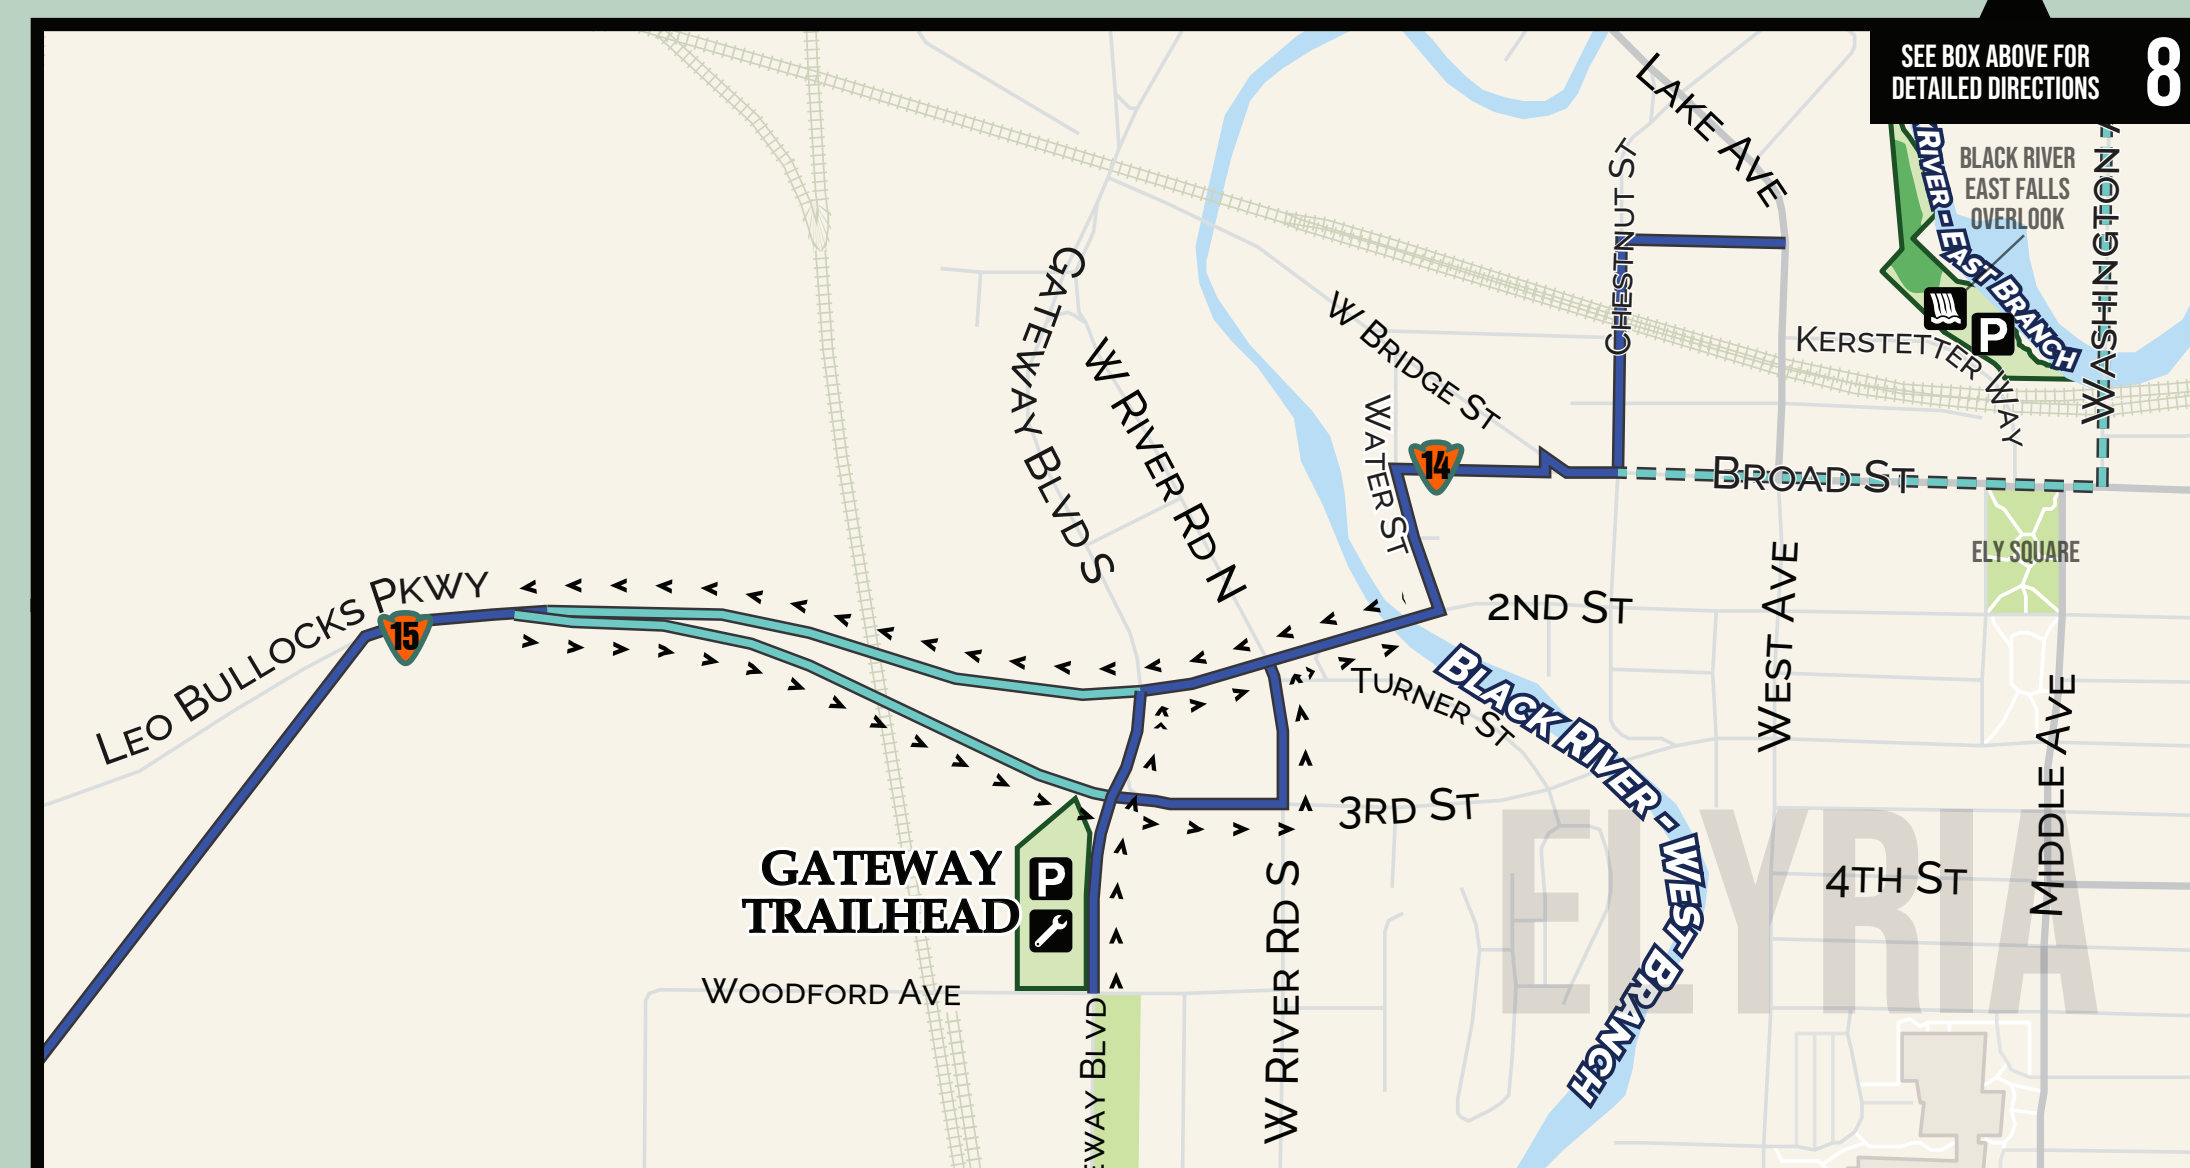 SEE BOX ABOVE FOR
DETAILED DIRECTIONS
8
LAKE AVE
RIVER - EAST BRANCH
BLACK RIVER
EAST FALLS
OVERLOOK
WASHINGTON
CHESTNUT ST
GATEWAY BLVD S
W RIVER RD N
W BRIDGE ST
KERSTETTER WAY
P
WATER ST
14
BROAD ST
ELY SQUARE
LEO BULLOCKS PKWY
15
2ND ST
WEST AVE
TURNER ST
BLACK RIVER - WEST BRANCH
MIDDLE AVE
3RD ST
ELYRIA
GATEWAY
TRAILHEAD
P
4TH ST
W RIVER RD S
WOODFORD AVE
EWAY BLVD